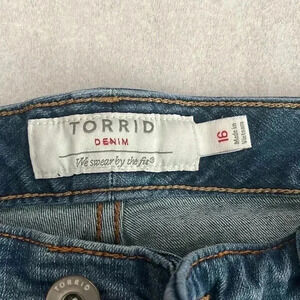 TORRID
DENIM
We swear by the fit®
16
Made in
Vietnam
TORRID